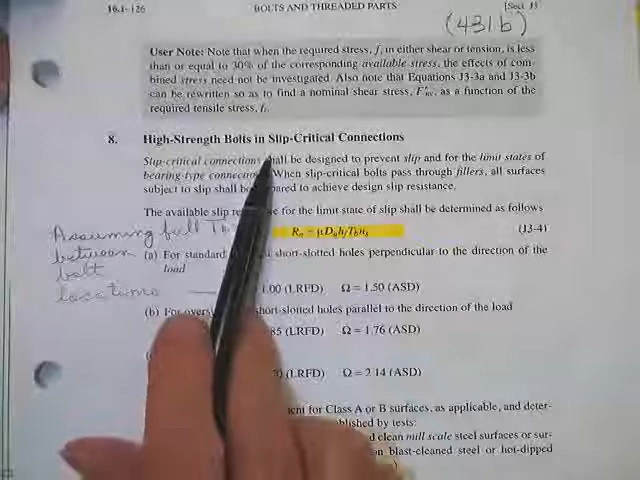 16.1–126
BOLTS AND THREADED PARTS
[Sect. J3
(431b)
User Note: Note that when the required stress, f, in either shear or tension, is less
than or equal to 30% of the corresponding available stress, the effects of com-
bined stress need not be investigated. Also note that Equations J3-3a and J3-3b
can be rewritten so as to find a nominal shear stress, F′nv, as a function of the
required tensile stress, ft.
8. High-Strength Bolts in Slip-Critical Connections
Slip-critical connections shall be designed to prevent slip and for the limit states of
bearing-type When slip-critical bolts pass through fillers, all surfaces
subject to slip shall be to achieve design slip resistance.
The available slip for the limit state of slip shall be determined as follows
Assuming full Tb
Rn = μDuhfTbns (J3-4)
between
(a) For standard short-slotted holes perpendicular to the direction of the
load
bolt
locations
1.00 (LRFD) Ω = 1.50 (ASD)
(b) For short-slotted holes parallel to the direction of the load
85 (LRFD) Ω = 1.76 (ASD)
(LRFD) Ω = 2.14 (ASD)
for Class A or B surfaces, as applicable, and deter-
by tests:
clean mill scale steel surfaces or sur-
on blast-cleaned steel or hot-dipped